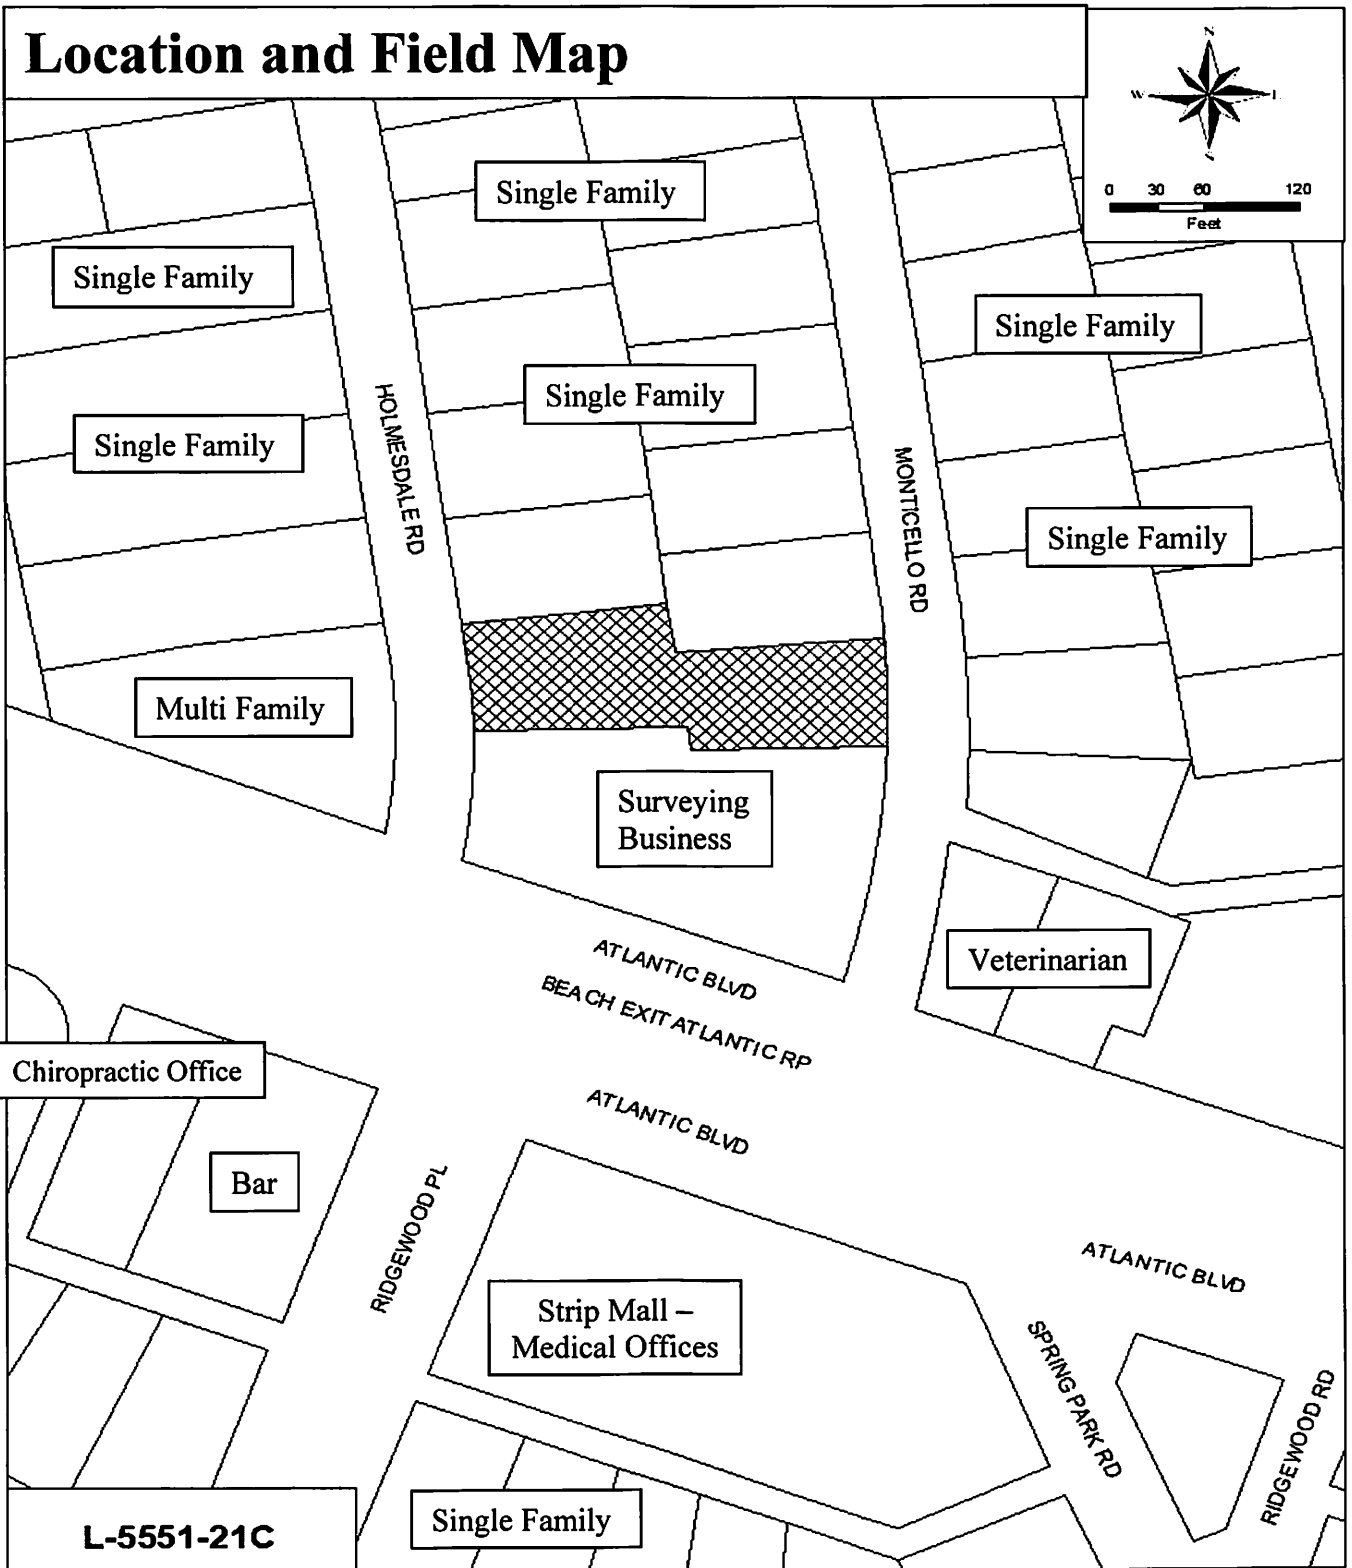 Location and Field Map
N
W
0 30 60 120
Feet
Single Family
Single Family
Single Family
Single Family
Single Family
Single Family
Single Family
HOLMESDALE RD
MONTICELLO RD
Multi Family
Surveying
Business
Veterinarian
ATLANTIC BLVD
BEACH EXIT ATLANTIC RP
ATLANTIC BLVD
Chiropractic Office
Bar
RIDGEWOOD PL
Strip Mall –
Medical Offices
ATLANTIC BLVD
SPRING PARK RD
RIDGEWOOD RD
Single Family
L-5551-21C